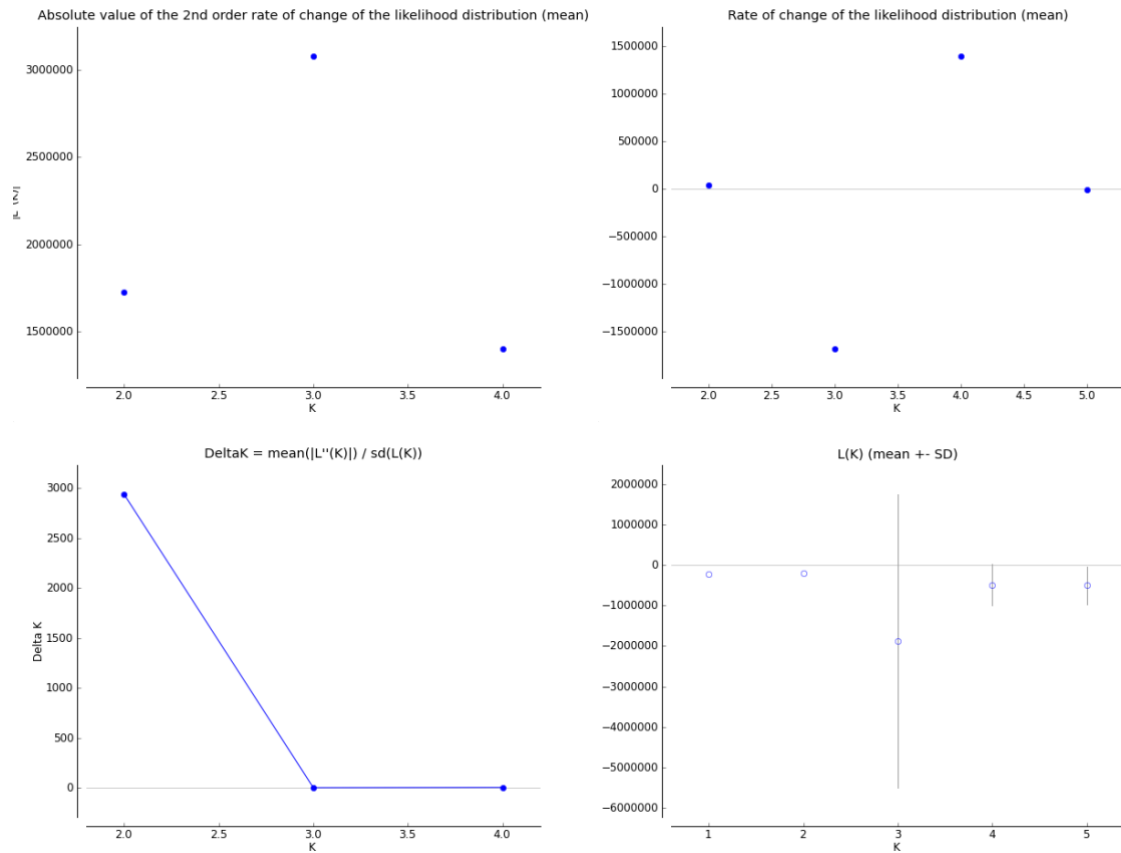 Absolute value of the 2nd order rate of change of the likelihood distribution (mean)
3000000
2500000
2000000
1500000
2.0 2.5 3.0 3.5 4.0
K
Rate of change of the likelihood distribution (mean)
1500000
1000000
500000
0
−500000
−1000000
−1500000
2.0 2.5 3.0 3.5 4.0 4.5 5.0
K
DeltaK = mean(|L''(K)|) / sd(L(K))
Delta K
3000
2500
2000
1500
1000
500
0
2.0 2.5 3.0 3.5 4.0
K
L(K) (mean +- SD)
2000000
1000000
0
−1000000
−2000000
−3000000
−4000000
−5000000
−6000000
1 2 3 4 5
K